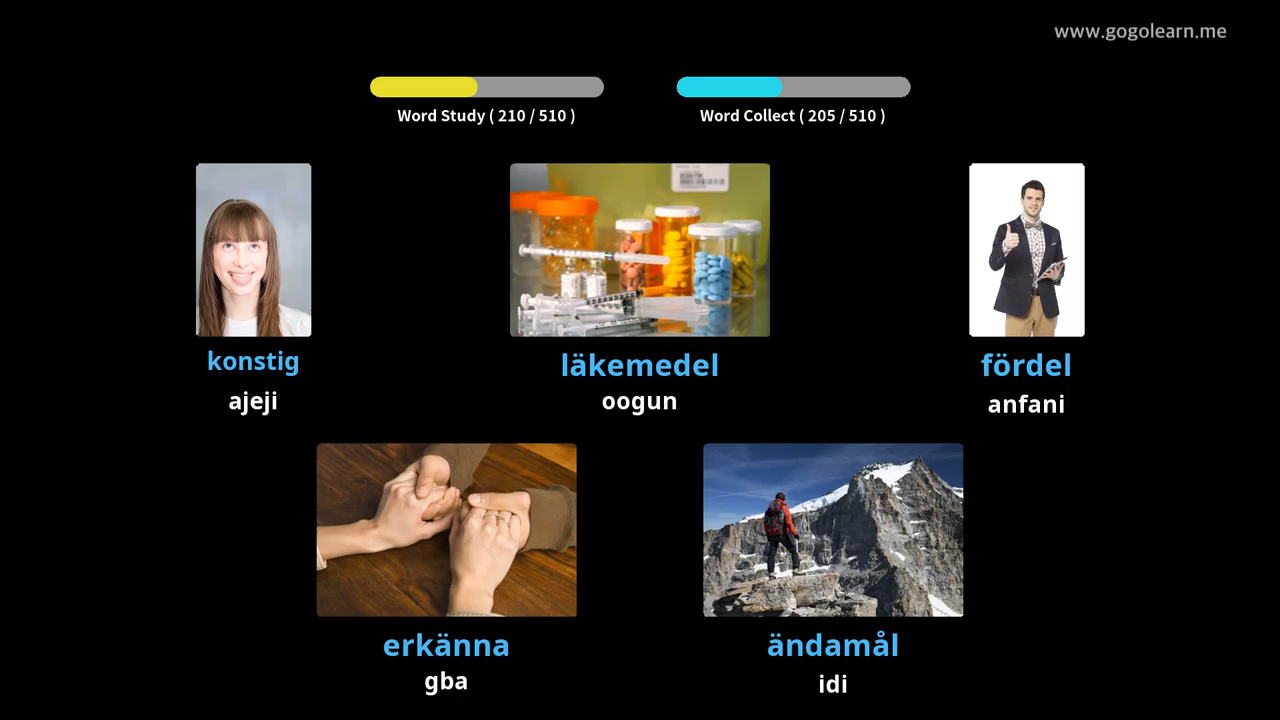 www.gogolearn.me
Word Study ( 210 / 510 )
Word Collect ( 205 / 510 )
konstig
ajeji
läkemedel
oogun
fördel
anfani
erkänna
gba
ändamål
idi